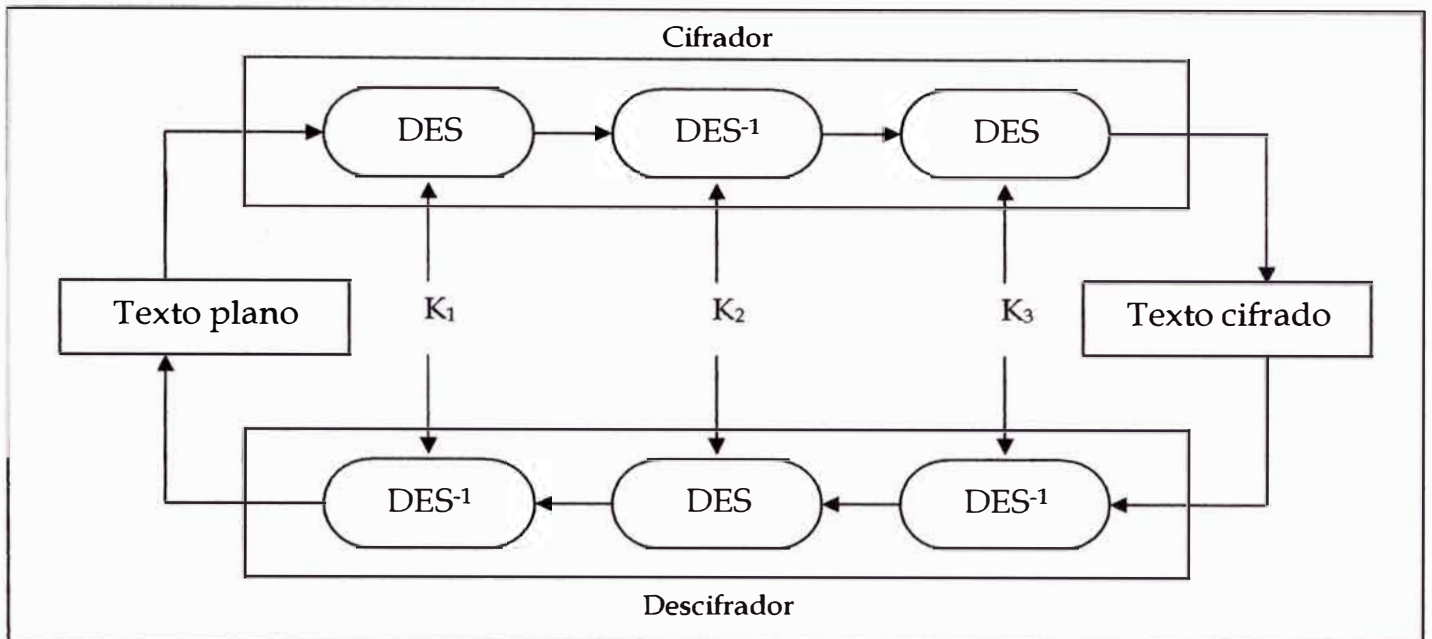 Cifrador
DES
DES⁻¹
DES
Texto plano
K₁
K₂
K₃
Texto cifrado
DES⁻¹
DES
DES⁻¹
Descifrador